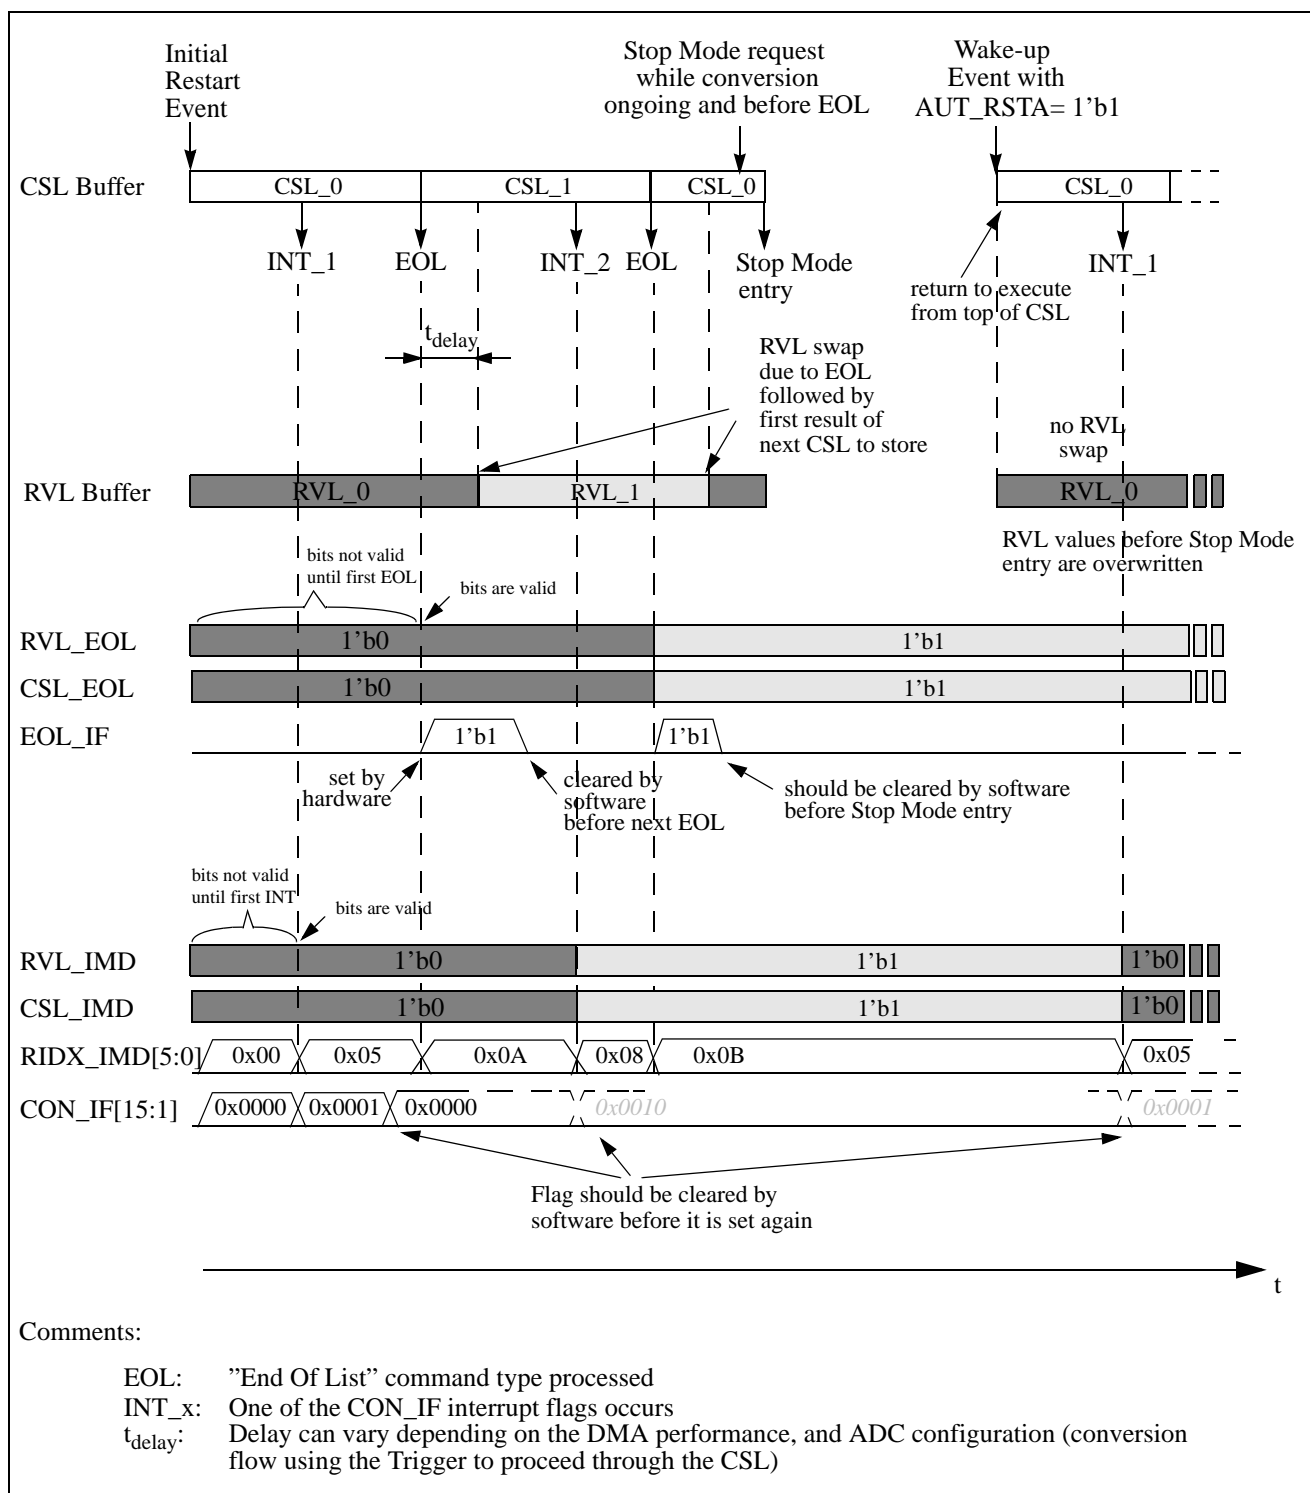 Initial
Restart
Event
Stop Mode request
while conversion
ongoing and before EOL
Wake-up
Event with
AUT_RSTA= 1’b1
CSL Buffer
CSL_0
CSL_1
CSL_0
CSL_0
INT_1
EOL
INT_2
EOL
Stop Mode
entry
INT_1
return to execute
from top of CSL
tdelay
RVL swap
due to EOL
followed by
first result of
next CSL to store
no RVL
swap
RVL Buffer
RVL_0
RVL_1
RVL_0
RVL values before Stop Mode
entry are overwritten
bits not valid
until first EOL
bits are valid
RVL_EOL
1’b0
1’b1
CSL_EOL
1’b0
1’b1
EOL_IF
1’b1
1’b1
set by
hardware
cleared by
software
before next EOL
should be cleared by software
before Stop Mode entry
bits not valid
until first INT
bits are valid
RVL_IMD
1’b0
1’b1
1’b0
CSL_IMD
1’b0
1’b1
1’b0
RIDX_IMD[5:0]
0x00
0x05
0x0A
0x08
0x0B
0x05
CON_IF[15:1]
0x0000
0x0001
0x0000
0x0010
0x0001
Flag should be cleared by
software before it is set again
t
Comments:
EOL: ”End Of List” command type processed
INT_x: One of the CON_IF interrupt flags occurs
tdelay: Delay can vary depending on the DMA performance, and ADC configuration (conversion
flow using the Trigger to proceed through the CSL)